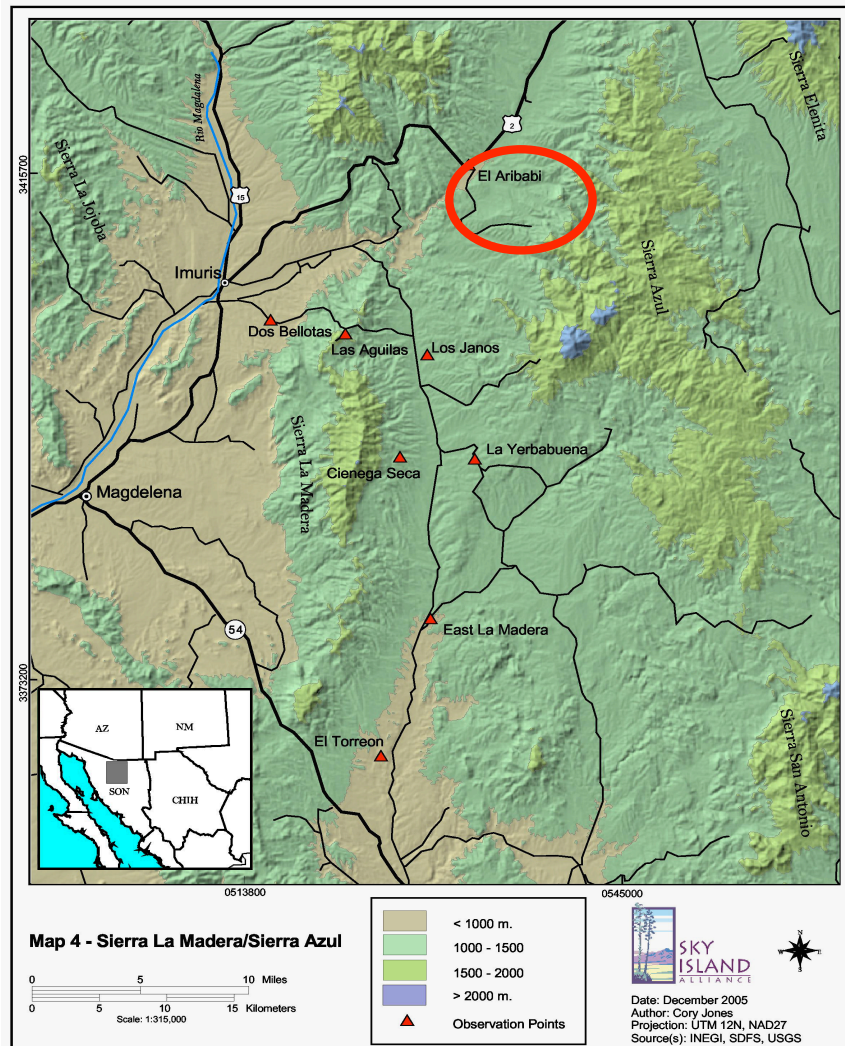 Sierra Elenita
Rio Magdalena
2
El Aribabi
3415700
Sierra La Jojoba
15
Sierra Azul
Imuris
Dos Bellotas
Las Aguilas
Los Janos
Sierra La Madera
La Yerbabuena
Cienega Seca
Magdelena
East La Madera
54
3373200
El Torreon
Sierra San Antonio
AZ
NM
SON
CHIH
0513800
0545000
Map 4 - Sierra La Madera/Sierra Azul
0 5 10 Miles
0 5 10 15 Kilometers
Scale: 1:315,000
< 1000 m.
1000 - 1500
1500 - 2000
> 2000 m.
Observation Points
SKY
ISLAND
ALLIANCE
N
W E
S
Date: December 2005
Author: Cory Jones
Projection: UTM 12N, NAD27
Source(s): INEGI, SDFS, USGS